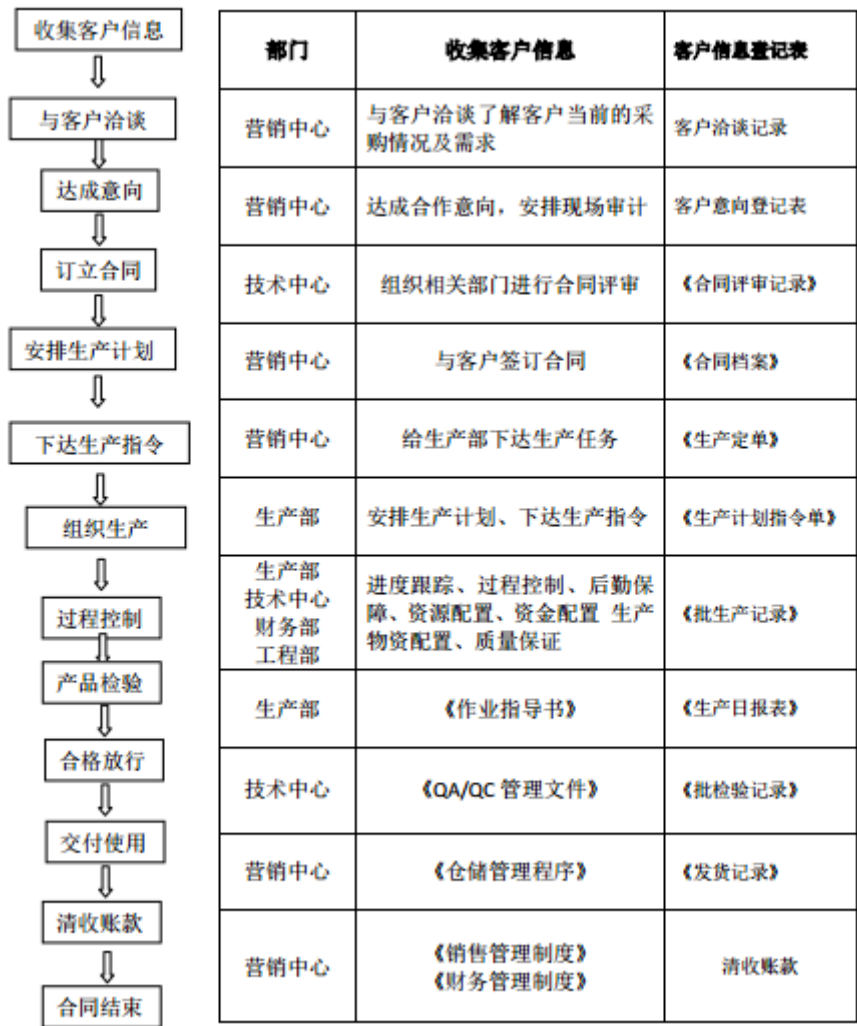 收集客户信息
与客户洽谈
达成意向
订立合同
安排生产计划
下达生产指令
组织生产
过程控制
产品检验
合格放行
交付使用
清收账款
合同结束
部门 收集客户信息 客户信息登记表
营销中心 与客户洽谈了解客户当前的采 客户洽谈记录
购情况及需求
营销中心 达成合作意向，安排现场审计 客户意向登记表
技术中心 组织相关部门进行合同评审 《合同评审记录》
营销中心 与客户签订合同 《合同档案》
营销中心 给生产部下达生产任务 《生产定单》
生产部 安排生产计划、下达生产指令 《生产计划指令单》
生产部
技术中心
财务部
工程部
进度跟踪、过程控制、后勤保
障、资源配置、资金配置 生产
物资配置、质量保证
《批生产记录》
生产部 《作业指导书》 《生产日报表》
技术中心 《QA/QC 管理文件》 《批检验记录》
营销中心 《仓储管理程序》 《发货记录》
营销中心 《销售管理制度》 清收账款
《财务管理制度》